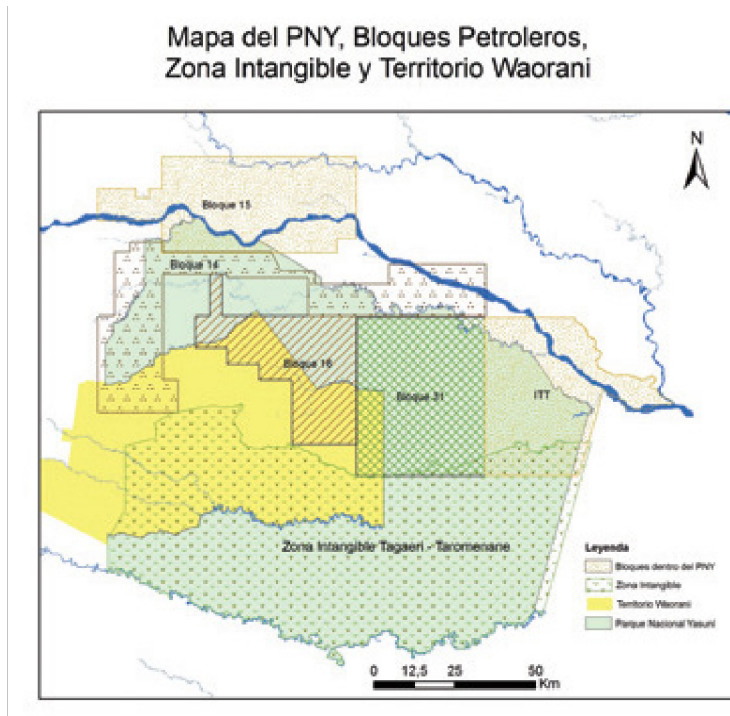 Mapa del PNY, Bloques Petroleros,
Zona Intangible y Territorio Waorani
N
Bloque 15
Bloque 14
Bloque 16
Bloque 31
ITT
Zona Intangible Tagaeri - Taromenane
Leyenda
Bloques dentro del PNY
Zona Intangible
Territorio Waorani
Parque Nacional Yasuni
0 12,5 25 50
Km